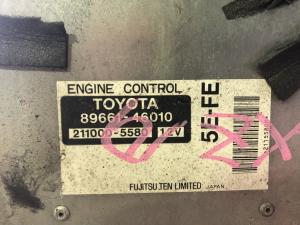 ENGINE CONTROL
TOYOTA
89661-46010
211000-5580 12V
5E-FE
FUJITSU TEN LIMITED JAPAN